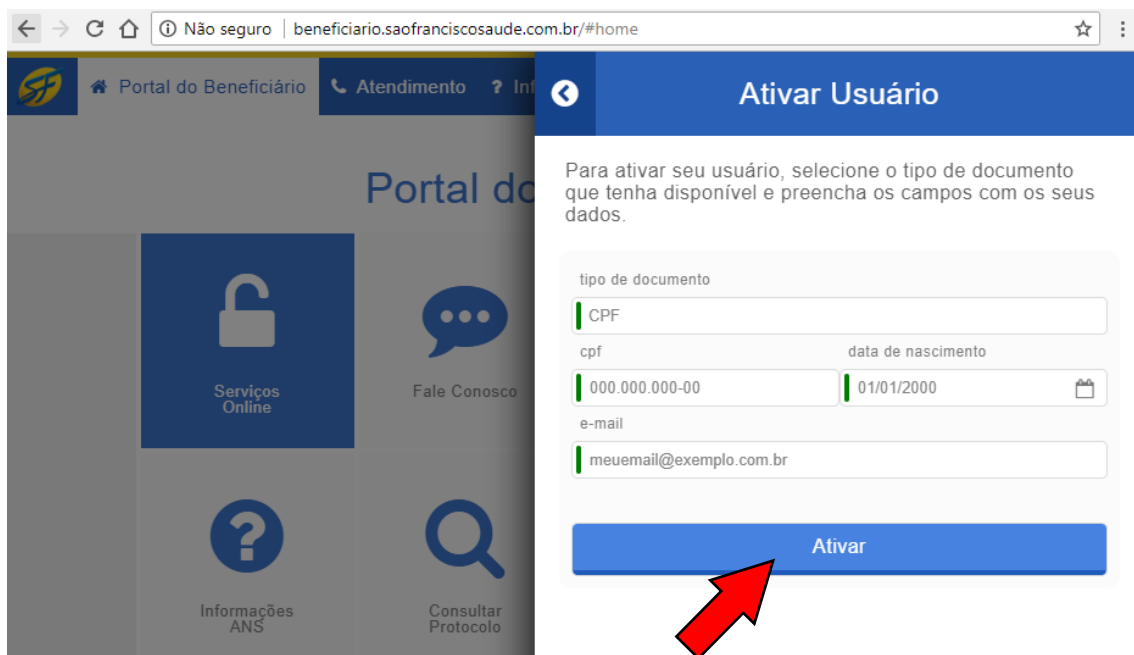 Não seguro | beneficiario.saofranciscosaude.com.br/#home
SF
Portal do Beneficiário
Atendimento
? Inf
Ativar Usuário
Portal do
Para ativar seu usuário, selecione o tipo de documento
que tenha disponível e preencha os campos com os seus
dados.
tipo de documento
CPF
cpf
data de nascimento
000.000.000-00
01/01/2000
e-mail
meuemail@exemplo.com.br
Ativar
Serviços
Online
Fale Conosco
?
Informações
ANS
Consultar
Protocolo